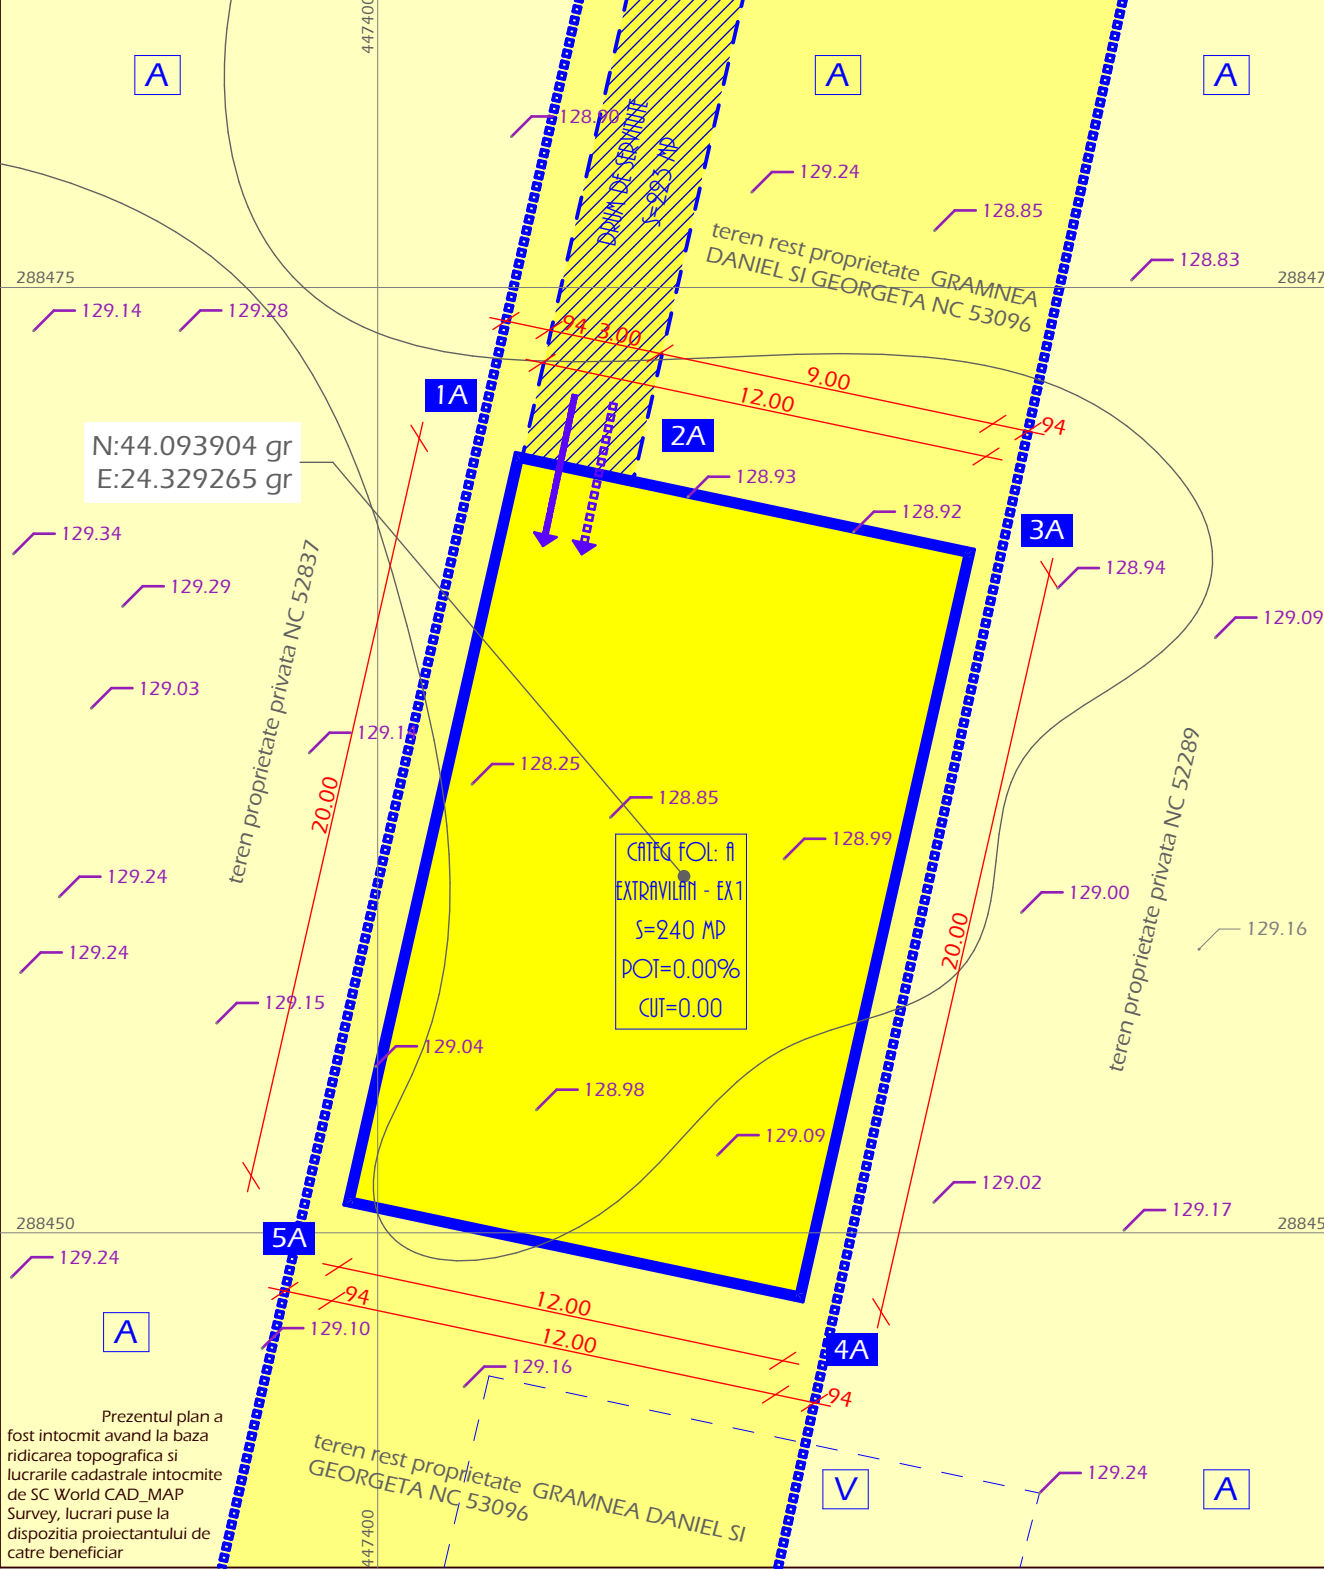 447400
A
A
A
128.90
DRUM DE SERVITUTE
S=223 MP
129.24
128.85
128.83
teren rest proprietate GRAMNEA
DANIEL SI GEORGETA NC 53096
288475
28847
129.14
129.28
94
3.00
9.00
12.00
94
1A
2A
N:44.093904 gr
E:24.329265 gr
128.93
128.92
3A
129.34
128.94
129.29
129.09
teren proprietate privata NC 52837
129.03
128.25
128.85
20.00
128.99
CATEG FOL: A
EXTRAVILAN - EX1
S=240 MP
POT=0.00%
CUT=0.00
129.24
129.00
129.16
teren proprietate privata NC 52289
20.00
129.24
129.15
129.04
128.98
129.09
129.02
129.17
288450
28845
5A
129.24
94
12.00
12.00
A
129.10
4A
129.16
94
Prezentul plan a
fost intocmit avand la baza
ridicarea topografica si
lucrarile cadastrale intocmite
de SC World CAD_MAP
Survey, lucrari puse la
dispozitia proiectantului de
catre beneficiar
teren rest proprietate GRAMNEA DANIEL SI
GEORGETA NC 53096
V
129.24
A
447400